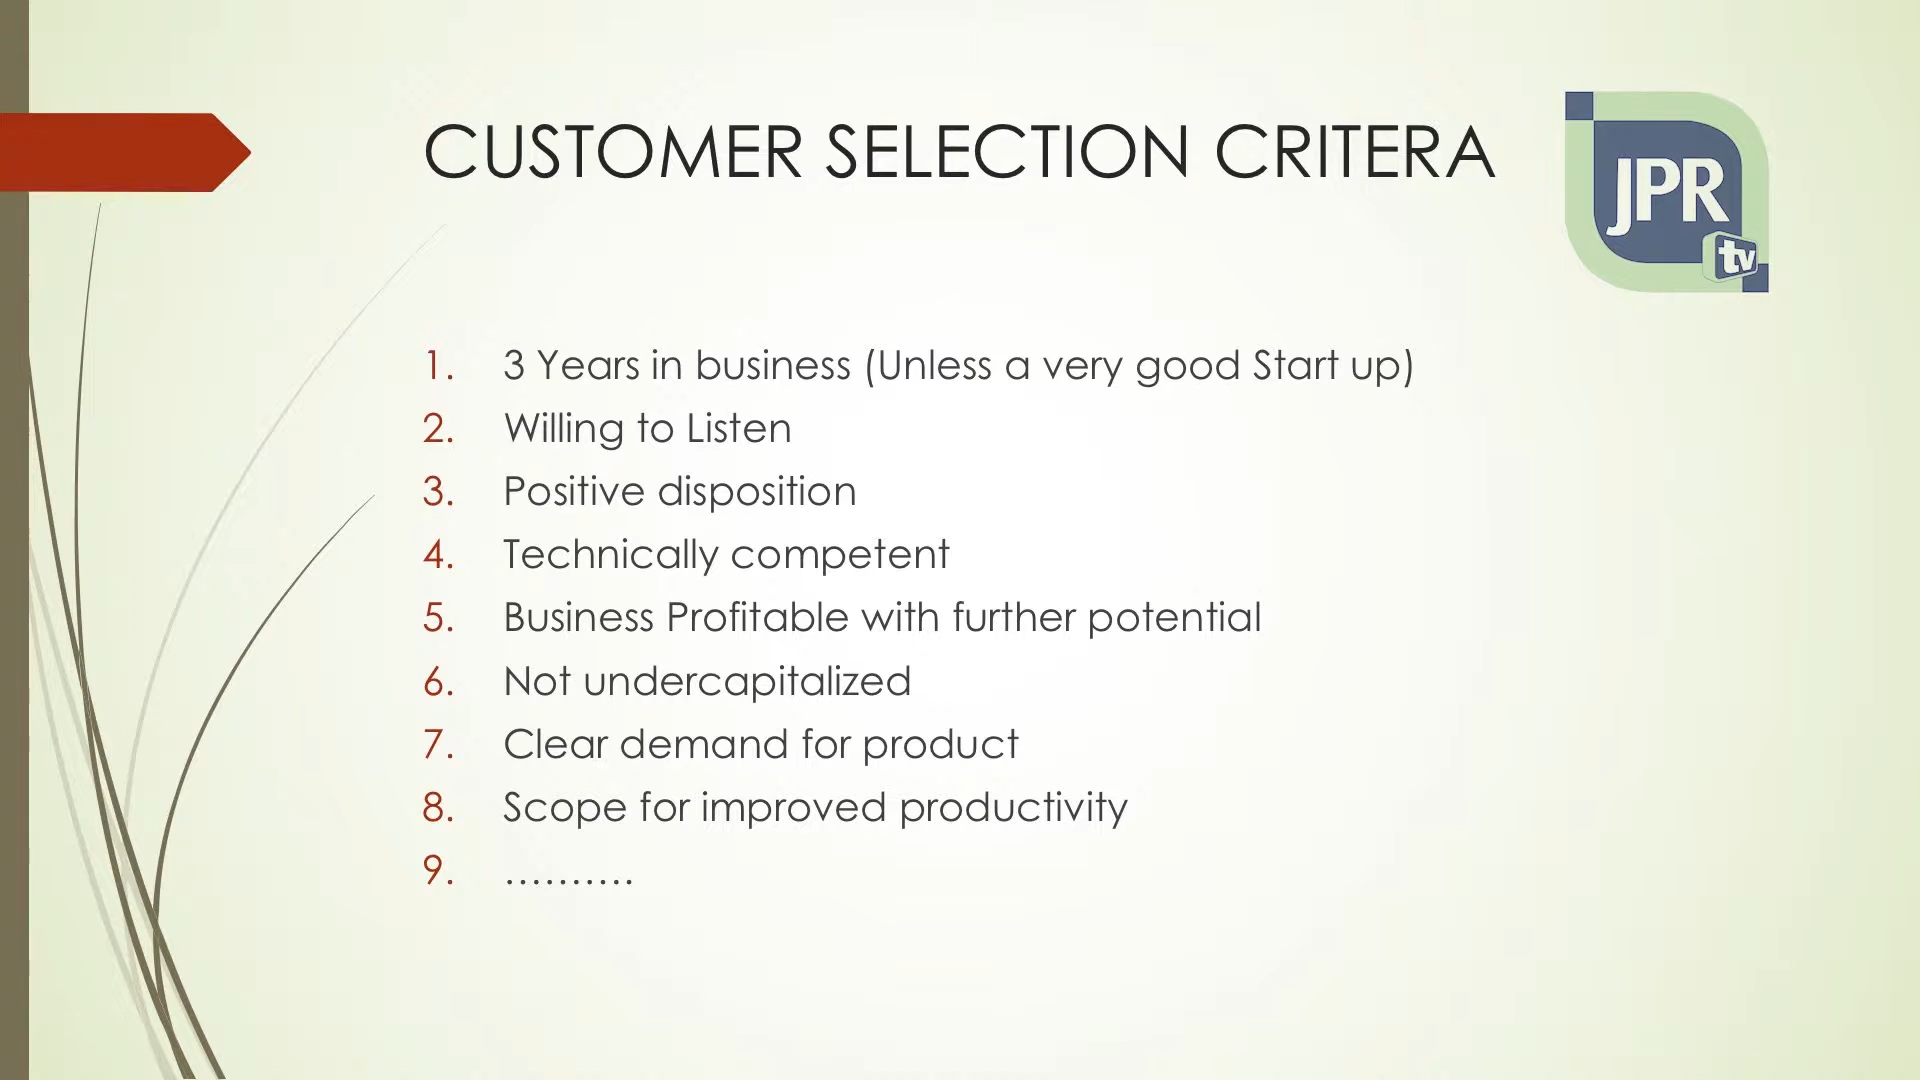 CUSTOMER SELECTION CRITERA
JPR
tv
1. 3 Years in business (Unless a very good Start up)
2. Willing to Listen
3. Positive disposition
4. Technically competent
5. Business Profitable with further potential
6. Not undercapitalized
7. Clear demand for product
8. Scope for improved productivity
9. ..........